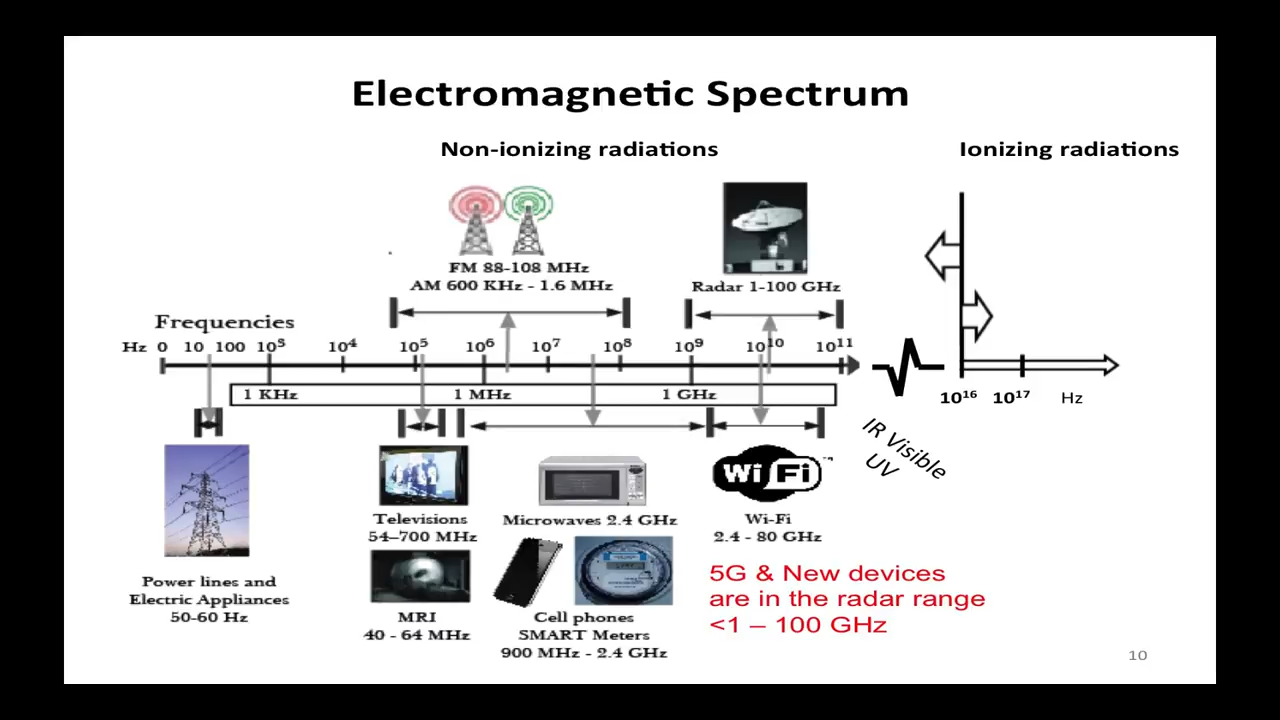 Electromagnetic Spectrum
Non-ionizing radiations
Ionizing radiations
FM 88-108 MHz
AM 600 KHz - 1.6 MHz
Radar 1-100 GHz
Frequencies
Hz 0 10 100 10³ 10⁴ 10⁵ 10⁶ 10⁷ 10⁸ 10⁹ 10¹⁰ 10¹¹
1 KHz 1 MHz 1 GHz
10¹⁶ 10¹⁷ Hz
IR Visible
UV
WiFi™
Televisions
54–700 MHz
Microwaves 2.4 GHz
Wi-Fi
2.4 - 80 GHz
Power lines and
Electric Appliances
50-60 Hz
MRI
40 - 64 MHz
Cell phones
SMART Meters
900 MHz - 2.4 GHz
5G & New devices
are in the radar range
<1 – 100 GHz
10